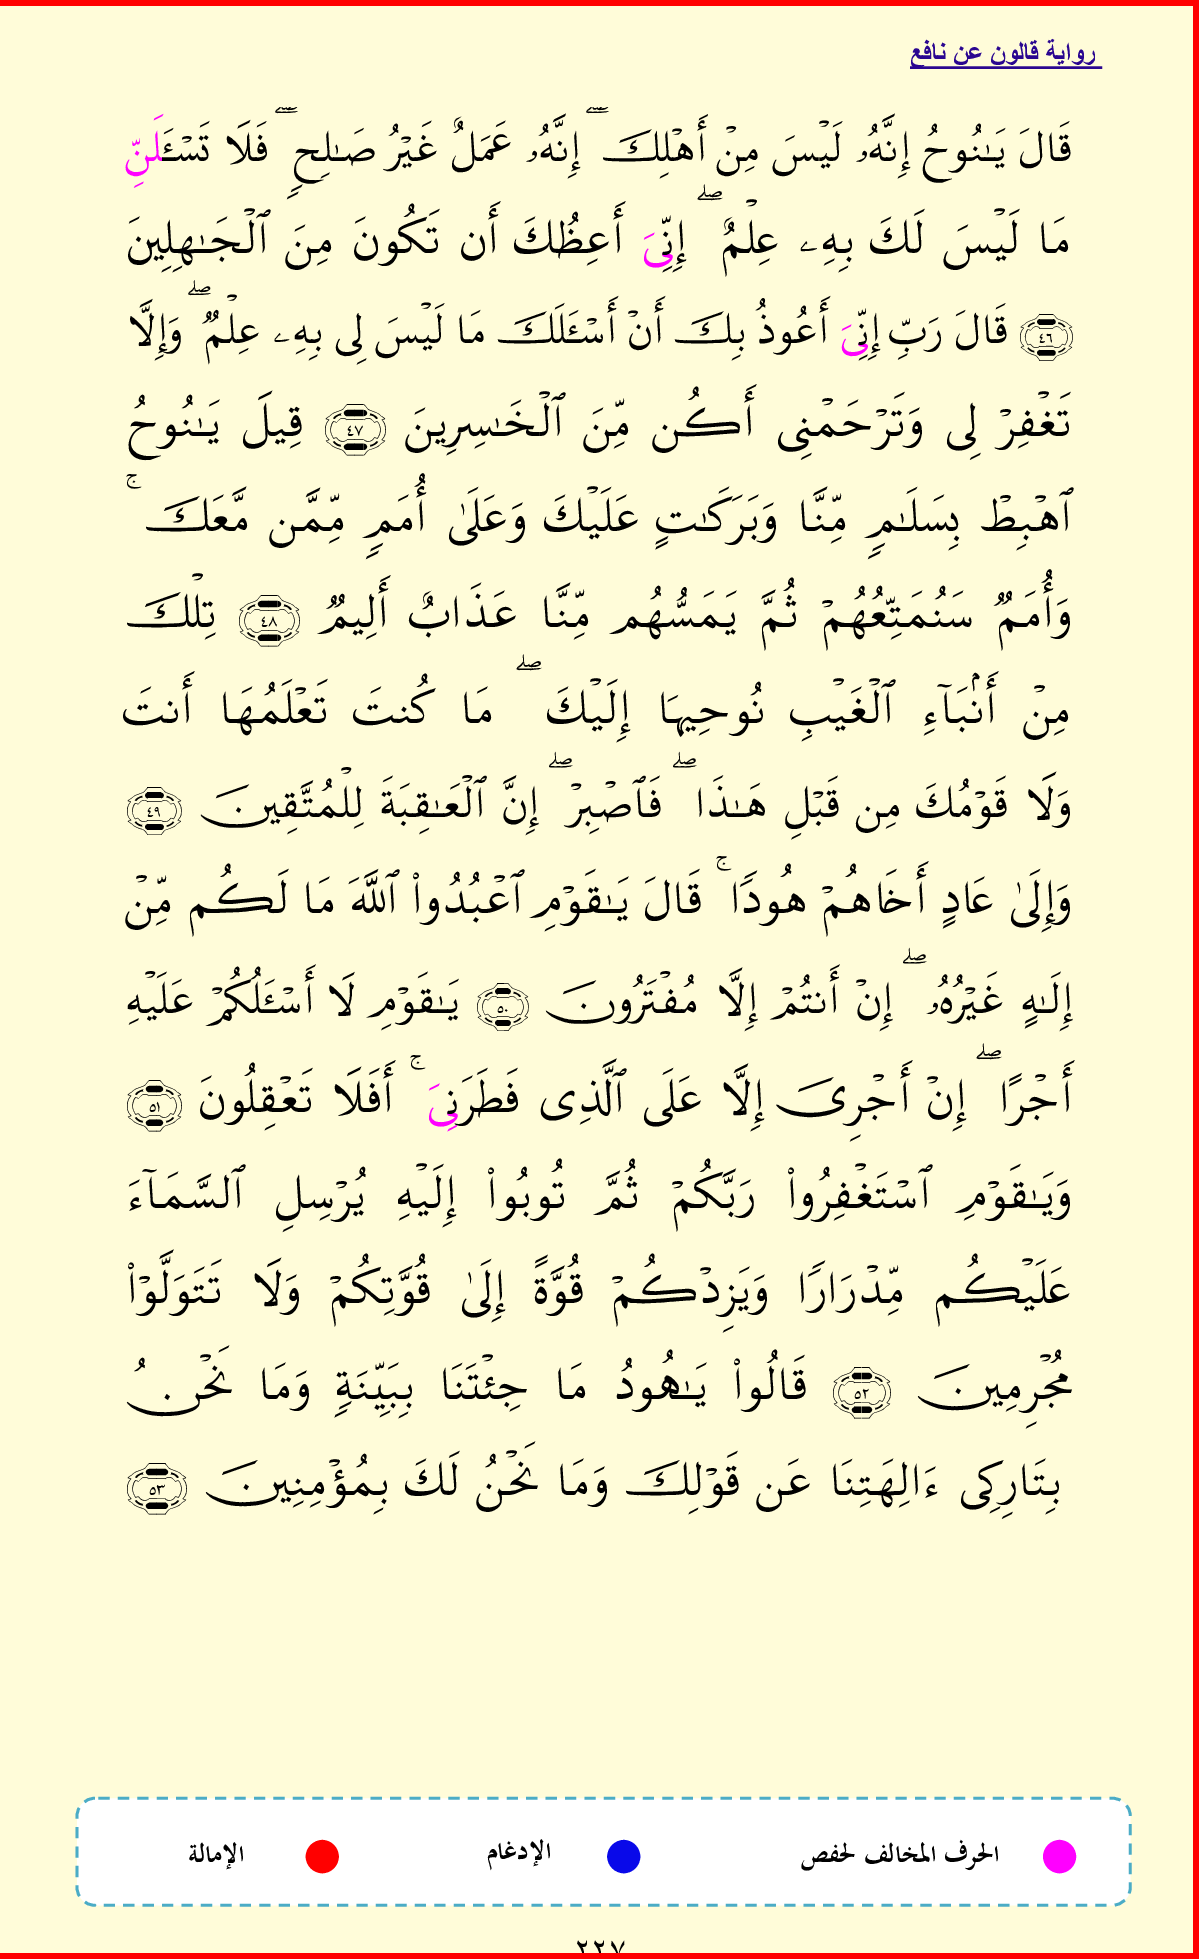 رواية قالون عن نافع
قَالَ يَـٰنُوحُ إِنَّهُۥ لَيۡسَ مِنۡ أَهۡلِكَۖ إِنَّهُۥ عَمَلٌ غَيۡرُ صَـٰلِحٖۖ فَلَا تَسۡـَٔلَنِّ
مَا لَيۡسَ لَكَ بِهِۦ عِلۡمٌۖ إِنِّيَ أَعِظُكَ أَن تَكُونَ مِنَ ٱلۡجَـٰهِلِينَ
٤٦ قَالَ رَبِّ إِنِّيَ أَعُوذُ بِكَ أَنۡ أَسۡـَٔلَكَ مَا لَيۡسَ لِي بِهِۦ عِلۡمٞۖ وَإِلَّا
تَغۡفِرۡ لِي وَتَرۡحَمۡنِي أَكُن مِّنَ ٱلۡخَـٰسِرِينَ ٤٧ قِيلَ يَـٰنُوحُ
ٱهۡبِطۡ بِسَلَـٰمٖ مِّنَّا وَبَرَكَـٰتٍ عَلَيۡكَ وَعَلَىٰ أُمَمٖ مِّمَّن مَّعَكَۚ
وَأُمَمٞ سَنُمَتِّعُهُمۡ ثُمَّ يَمَسُّهُم مِّنَّا عَذَابٌ أَلِيمٞ ٤٨ تِلۡكَ
مِنۡ أَنۢبَآءِ ٱلۡغَيۡبِ نُوحِيهَا إِلَيۡكَۖ مَا كُنتَ تَعۡلَمُهَا أَنتَ
وَلَا قَوۡمُكَ مِن قَبۡلِ هَـٰذَاۖ فَٱصۡبِرۡۖ إِنَّ ٱلۡعَـٰقِبَةَ لِلۡمُتَّقِينَ ٤٩
وَإِلَىٰ عَادٍ أَخَاهُمۡ هُودٗاۚ قَالَ يَـٰقَوۡمِ ٱعۡبُدُواْ ٱللَّهَ مَا لَكُم مِّنۡ
إِلَـٰهٍ غَيۡرُهُۥۖ إِنۡ أَنتُمۡ إِلَّا مُفۡتَرُونَ ٥٠ يَـٰقَوۡمِ لَا أَسۡـَٔلُكُمۡ عَلَيۡهِ
أَجۡرًاۖ إِنۡ أَجۡرِيَ إِلَّا عَلَى ٱلَّذِي فَطَرَنِيَۚ أَفَلَا تَعۡقِلُونَ ٥١
وَيَـٰقَوۡمِ ٱسۡتَغۡفِرُواْ رَبَّكُمۡ ثُمَّ تُوبُواْ إِلَيۡهِ يُرۡسِلِ ٱلسَّمَآءَ
عَلَيۡكُم مِّدۡرَارٗا وَيَزِدۡكُمۡ قُوَّةً إِلَىٰ قُوَّتِكُمۡ وَلَا تَتَوَلَّوۡاْ
مُجۡرِمِينَ ٥٢ قَالُواْ يَـٰهُودُ مَا جِئۡتَنَا بِبَيِّنَةٖ وَمَا نَحۡنُ
بِتَارِكِي ءَالِهَتِنَا عَن قَوۡلِكَ وَمَا نَحۡنُ لَكَ بِمُؤۡمِنِينَ ٥٣
الحرف المخالف لحفص الإدغام الإمالة
٢٢٧